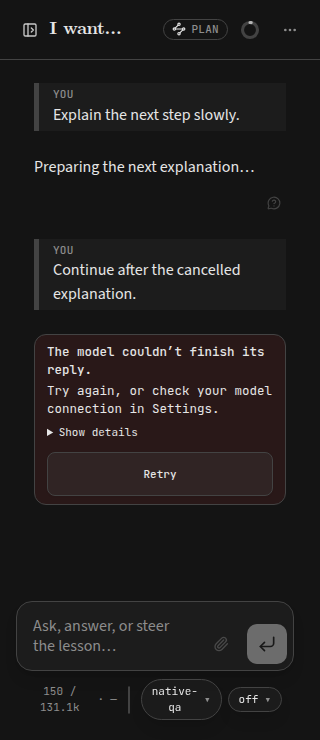 I want...
PLAN
YOU
Explain the next step slowly.
Preparing the next explanation...
YOU
Continue after the cancelled
explanation.
The model couldn’t finish its
reply.
Try again, or check your model
connection in Settings.
▶ Show details
Retry
Ask, answer, or steer
the lesson...
150 /
131.1k
· —
native-
qa
off